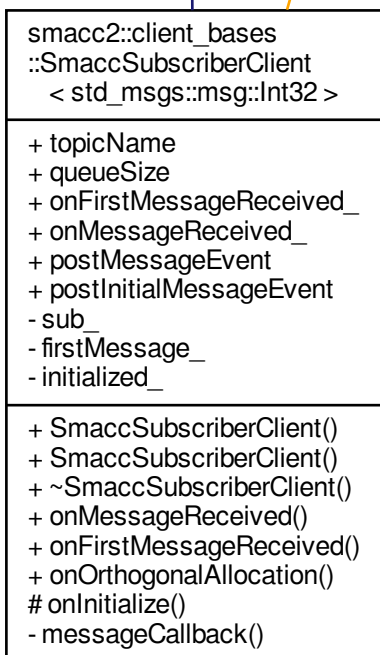 smacc2::client_bases
::SmaccSubscriberClient
< std_msgs::msg::Int32 >
+ topicName
+ queueSize
+ onFirstMessageReceived_
+ onMessageReceived_
+ postMessageEvent
+ postInitialMessageEvent
- sub_
- firstMessage_
- initialized_
+ SmaccSubscriberClient()
+ SmaccSubscriberClient()
+ ~SmaccSubscriberClient()
+ onMessageReceived()
+ onFirstMessageReceived()
+ onOrthogonalAllocation()
# onInitialize()
- messageCallback()